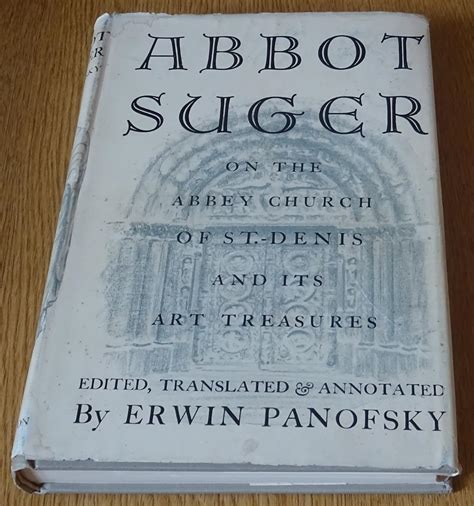 ABBOT
SUGER
ON THE
ABBEY CHURCH
OF ST.-DENIS
AND ITS
ART TREASURES
EDITED, TRANSLATED & ANNOTATED
By ERWIN PANOFSKY